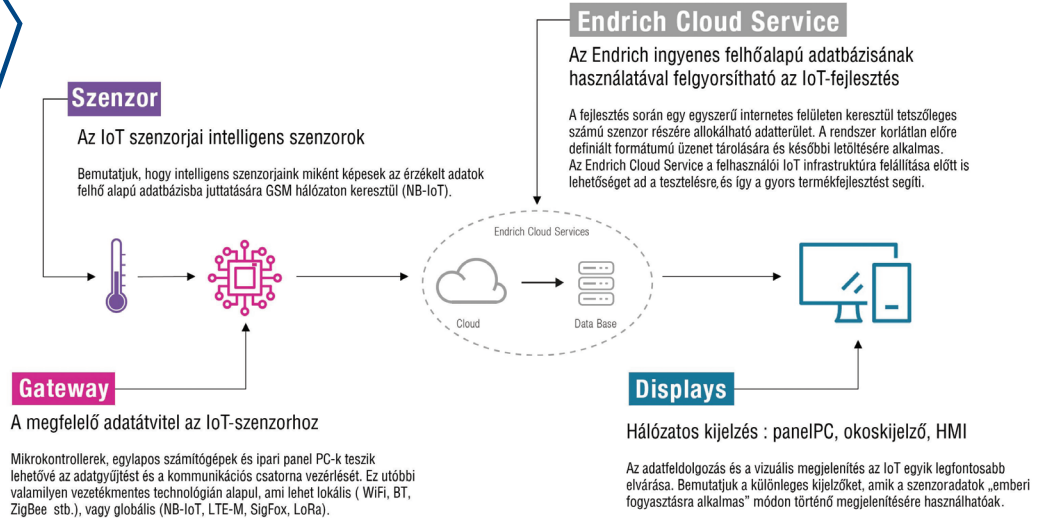 Endrich Cloud Service
Az Endrich ingyenes felhőalapú adatbázisának
használatával felgyorsítható az IoT-fejlesztés
A fejlesztés során egy egyszerű internetes felületen keresztül tetszőleges
számú szenzor részére allokálható adatterület. A rendszer korlátlan előre
definiált formátumú üzenet tárolására és későbbi letöltésére alkalmas.
Az Endrich Cloud Service a felhasználói IoT infrastruktúra felállítása előtt is
lehetőséget ad a tesztelésre, és így a gyors termékfejlesztést segíti.
Szenzor
Az IoT szenzorjai intelligens szenzorok
Bemutatjuk, hogy intelligens szenzorjaink miként képesek az érzékelt adatok
felhő alapú adatbázisba juttatására GSM hálózaton keresztül (NB-IoT).
Endrich Cloud Services
Cloud
Data Base
Gateway
A megfelelő adatátvitel az IoT-szenzorhoz
Mikrokontrollerek, egylapos számítógépek és ipari panel PC-k teszik
lehetővé az adatgyűjtést és a kommunikációs csatorna vezérlését. Ez utóbbi
valamilyen vezetékmentes technológián alapul, ami lehet lokális ( WiFi, BT,
ZigBee stb.), vagy globális (NB-IoT, LTE-M, SigFox, LoRa).
Displays
Hálózatos kijelzés : panelPC, okoskijelző, HMI
Az adatfeldolgozás és a vizuális megjelenítés az IoT egyik legfontosabb
elvárása. Bemutatjuk a különleges kijelzőket, amik a szenzoradatok „emberi
fogyasztásra alkalmas" módon történő megjelenítésére használhatóak.